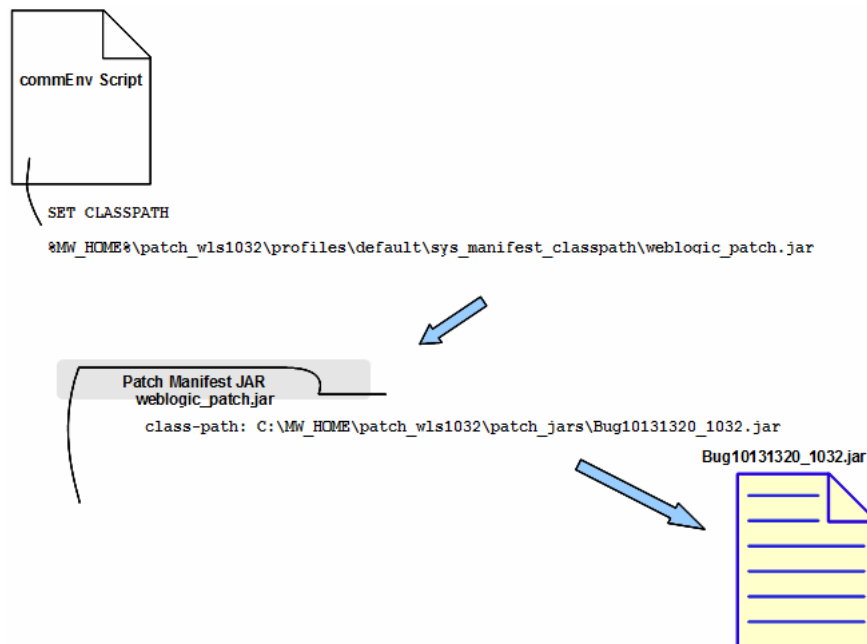 commEnv Script
SET CLASSPATH
%MW_HOME%\patch_wls1032\profiles\default\sys_manifest_classpath\weblogic_patch.jar
Patch Manifest JAR
weblogic_patch.jar
class-path: C:\MW_HOME\patch_wls1032\patch_jars\Bug10131320_1032.jar
Bug10131320_1032.jar